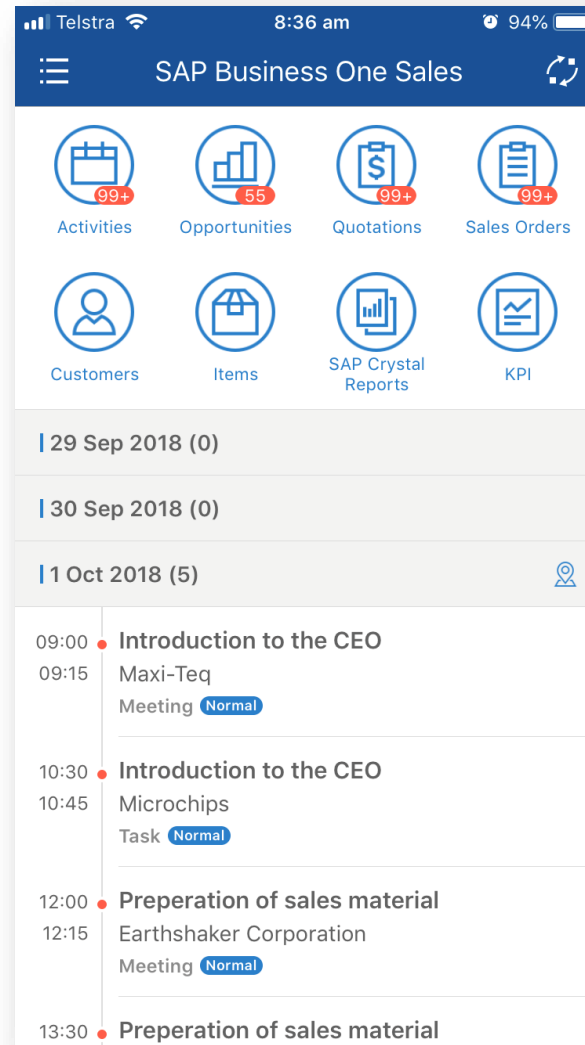 Telstra 8:36 am 94%
SAP Business One Sales
99+ 55 99+ 99+
Activities Opportunities Quotations Sales Orders
Customers Items SAP Crystal Reports KPI
29 Sep 2018 (0)
30 Sep 2018 (0)
1 Oct 2018 (5)
09:00 Introduction to the CEO
09:15 Maxi-Teq
Meeting Normal
10:30 Introduction to the CEO
10:45 Microchips
Task Normal
12:00 Preperation of sales material
12:15 Earthshaker Corporation
Meeting Normal
13:30 Preperation of sales material